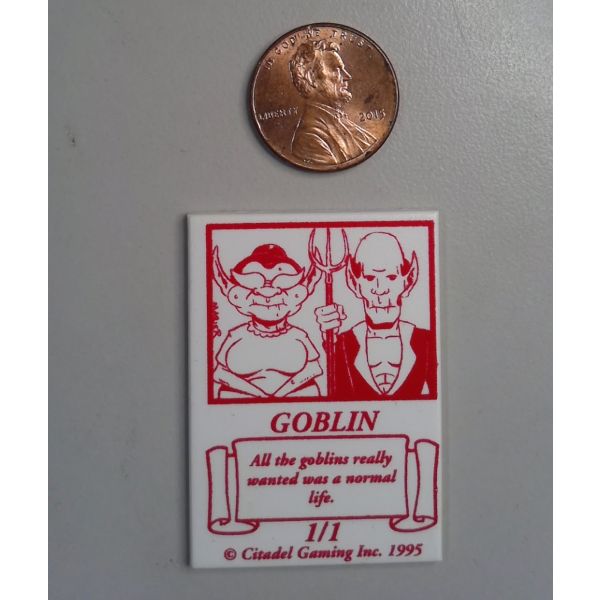 IN GOD WE TRUST
LIBERTY
2015
GOBLIN
All the goblins really
wanted was a normal
life.
1/1
© Citadel Gaming Inc. 1995